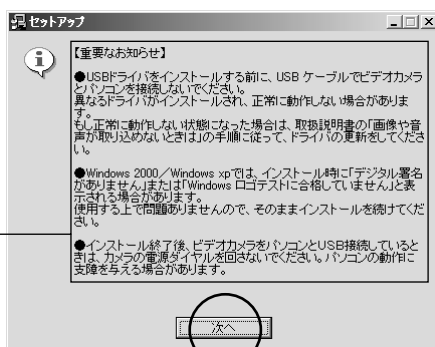 セットアップ
【重要なお知らせ】
●USBドライバをインストールする前に、USB ケーブルでビデオカメラ
とパソコンを接続しないでください。
異なるドライバがインストールされ、正常に動作しない場合がありま
す。
もし正常に動作しない状態になった場合は、取扱説明書の「画像や音
声が取り込めないときは」の手順に従って、ドライバの更新をしてくださ
い。
●Windows 2000／Windows xpでは、インストール時に「デジタル署名
がありません」または「Windows ロゴテストに合格していません」と表
示される場合があります。
使用する上で問題ありませんので、そのままインストールを続けてくだ
さい。
●インストール終了後、ビデオカメラをパソコンとUSB接続していると
きは、カメラの電源ダイヤルを回さないでください。パソコンの動作に
支障を与える場合があります。
次へ